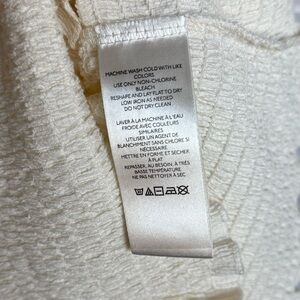 MACHINE WASH COLD WITH LIKE
COLORS
USE ONLY NON-CHLORINE
BLEACH
RESHAPE AND LAY FLAT TO DRY
LOW IRON AS NEEDED
DO NOT DRY CLEAN
LAVER À LA MACHINE À L'EAU
FROIDE AVEC COULEURS
SIMILAIRES
UTILISER UN AGENT DE
BLANCHIMENT SANS CHLORE SI
NÉCESSAIRE
METTRE EN FORME ET SÉCHER
À PLAT
REPASSER, AU BESOIN, À TRÈS
BASSE TEMPÉRATURE
NE PAS NETTOYER À SEC